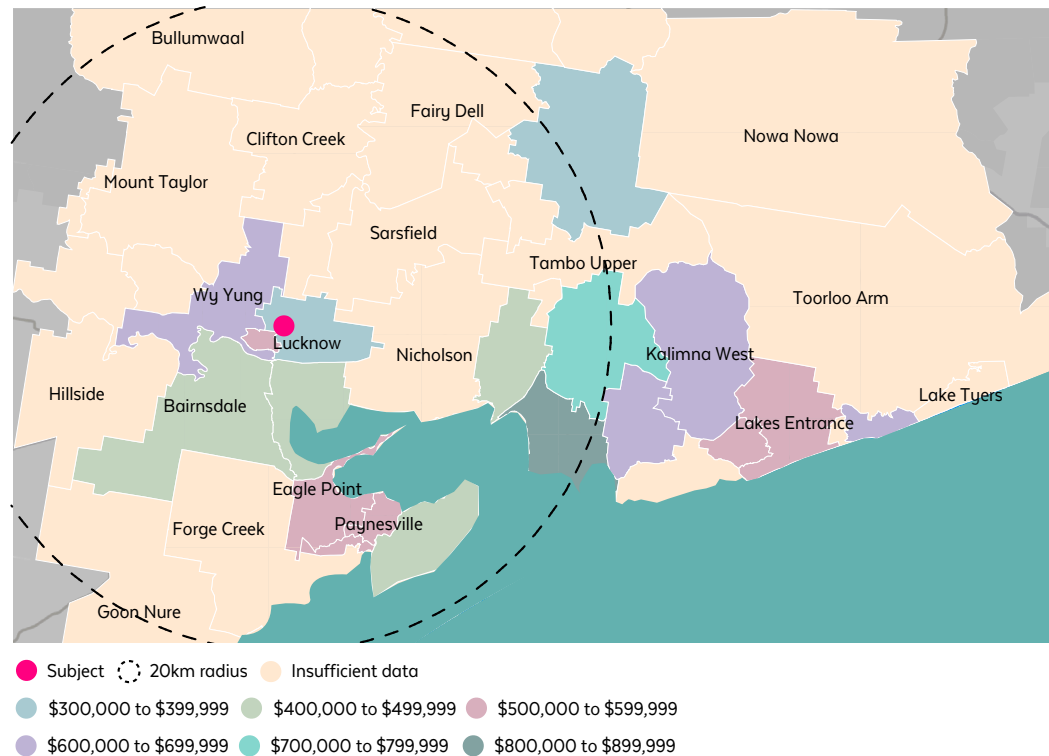 Bullumwaal
Fairy Dell
Clifton Creek
Nowa Nowa
Mount Taylor
Sarsfield
Tambo Upper
Wy Yung
Toorloo Arm
Lucknow
Nicholson
Kalimna West
Hillside
Bairnsdale
Lake Tyers
Lakes Entrance
Eagle Point
Paynesville
Forge Creek
Goon Nure
Subject 20km radius Insufficient data
$300,000 to $399,999 $400,000 to $499,999 $500,000 to $599,999
$600,000 to $699,999 $700,000 to $799,999 $800,000 to $899,999